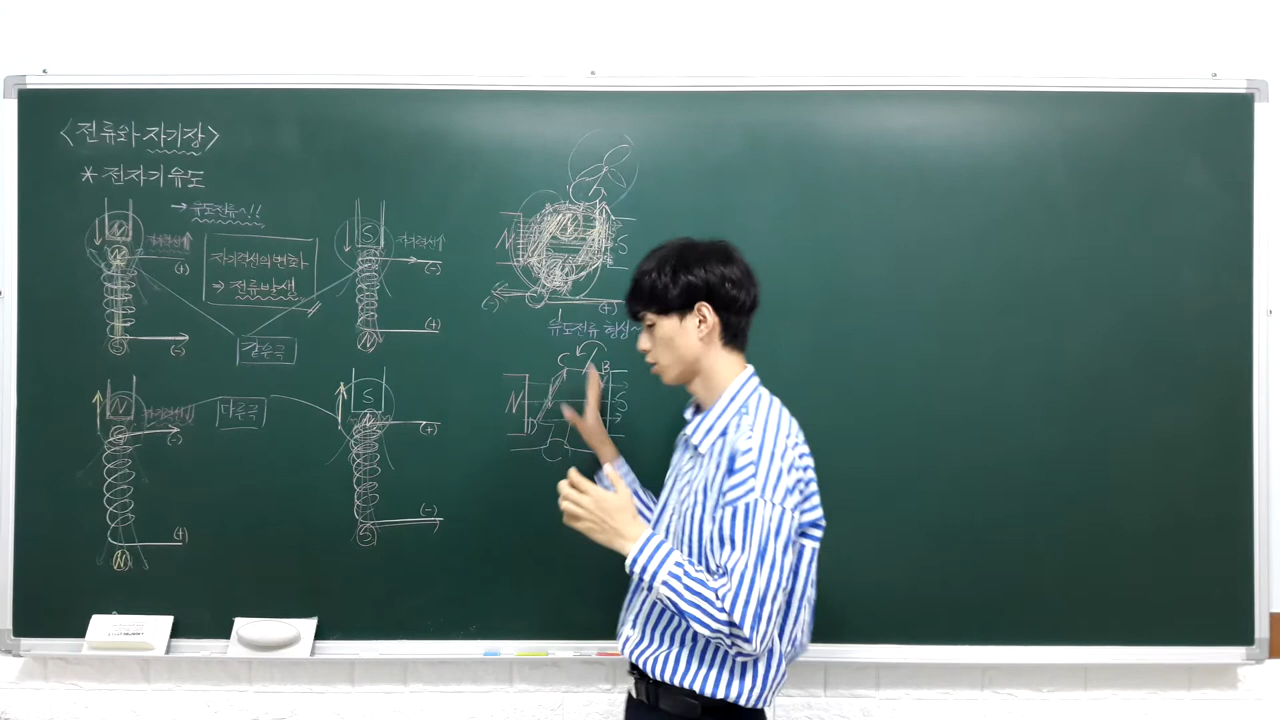 <전류와 자기장>
* 전자기유도
→ 유도전류~!!
N
자기력선↑
N
(+)
S
(-)
자기력선의 변화
⇒ 전류발생
S
자기력선↑
(-)
(+)
N
같은극
N
자기력선↓
S
(-)
(+)
N
다른극
S
N
(+)
(-)
S
N
N
S
(-)
(+)
유도전류 형성~
C
B
N
S
D